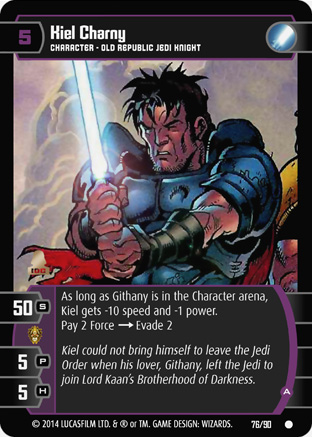 5
Kiel Charny
CHARACTER - OLD REPUBLIC JEDI KNIGHT
50 S
As long as Githany is in the Character arena,
Kiel gets -10 speed and -1 power.
Pay 2 Force → Evade 2
5 P
5 H
Kiel could not bring himself to leave the Jedi
Order when his lover, Githany, left the Jedi to
join Lord Kaan's Brotherhood of Darkness.
A
© 2014 LUCASFILM LTD. & ® or TM. GAME DESIGN: WIZARDS. 76/90